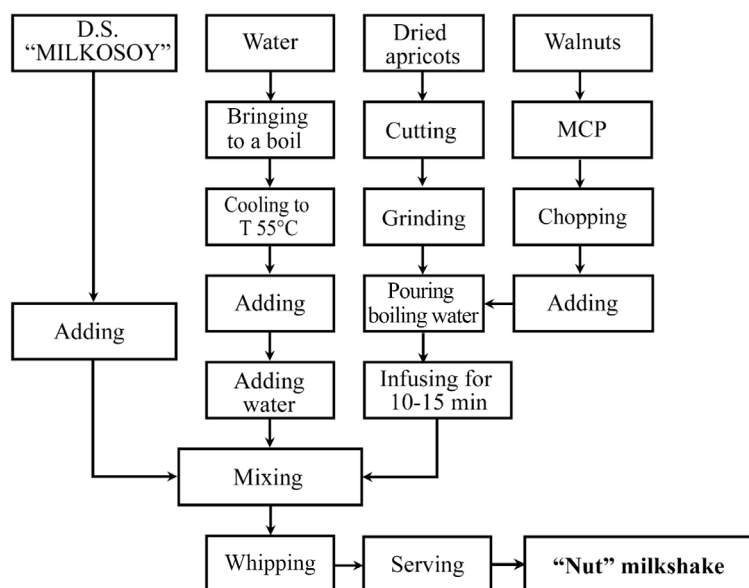 D.S.
“MILKOSOY”
Water
Dried
apricots
Walnuts
Bringing
to a boil
Cutting
MCP
Cooling to
T 55°C
Grinding
Chopping
Adding
Adding
Pouring
boiling water
Adding
Adding
water
Infusing for
10-15 min
Mixing
Whipping
Serving
“Nut” milkshake